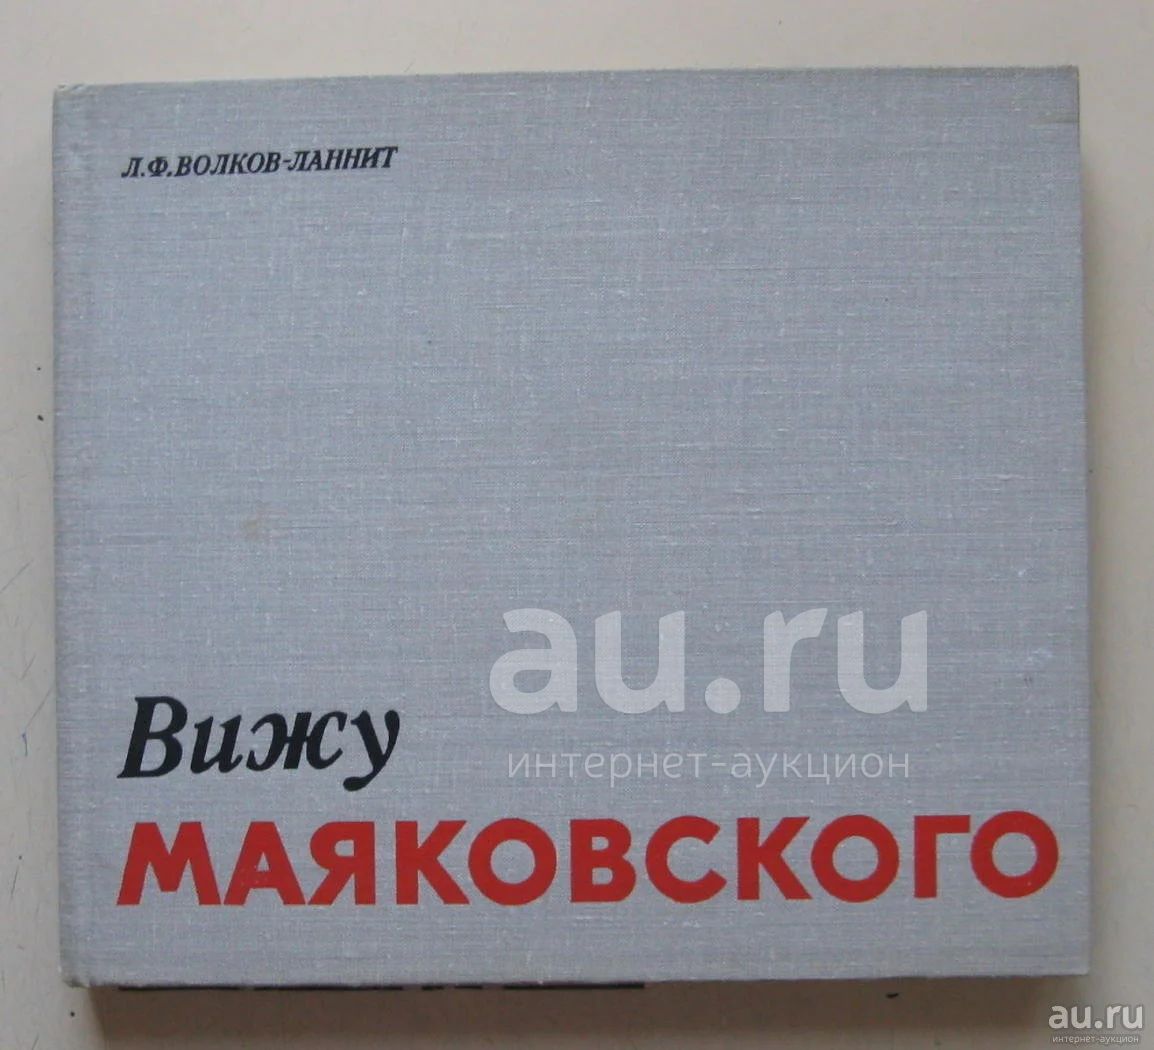 Л.Ф.ВОЛКОВ-ЛАННИТ
au.ru
интернет-аукцион
Вижу
МАЯКОВСКОГО
au.ru
интернет-аукцион